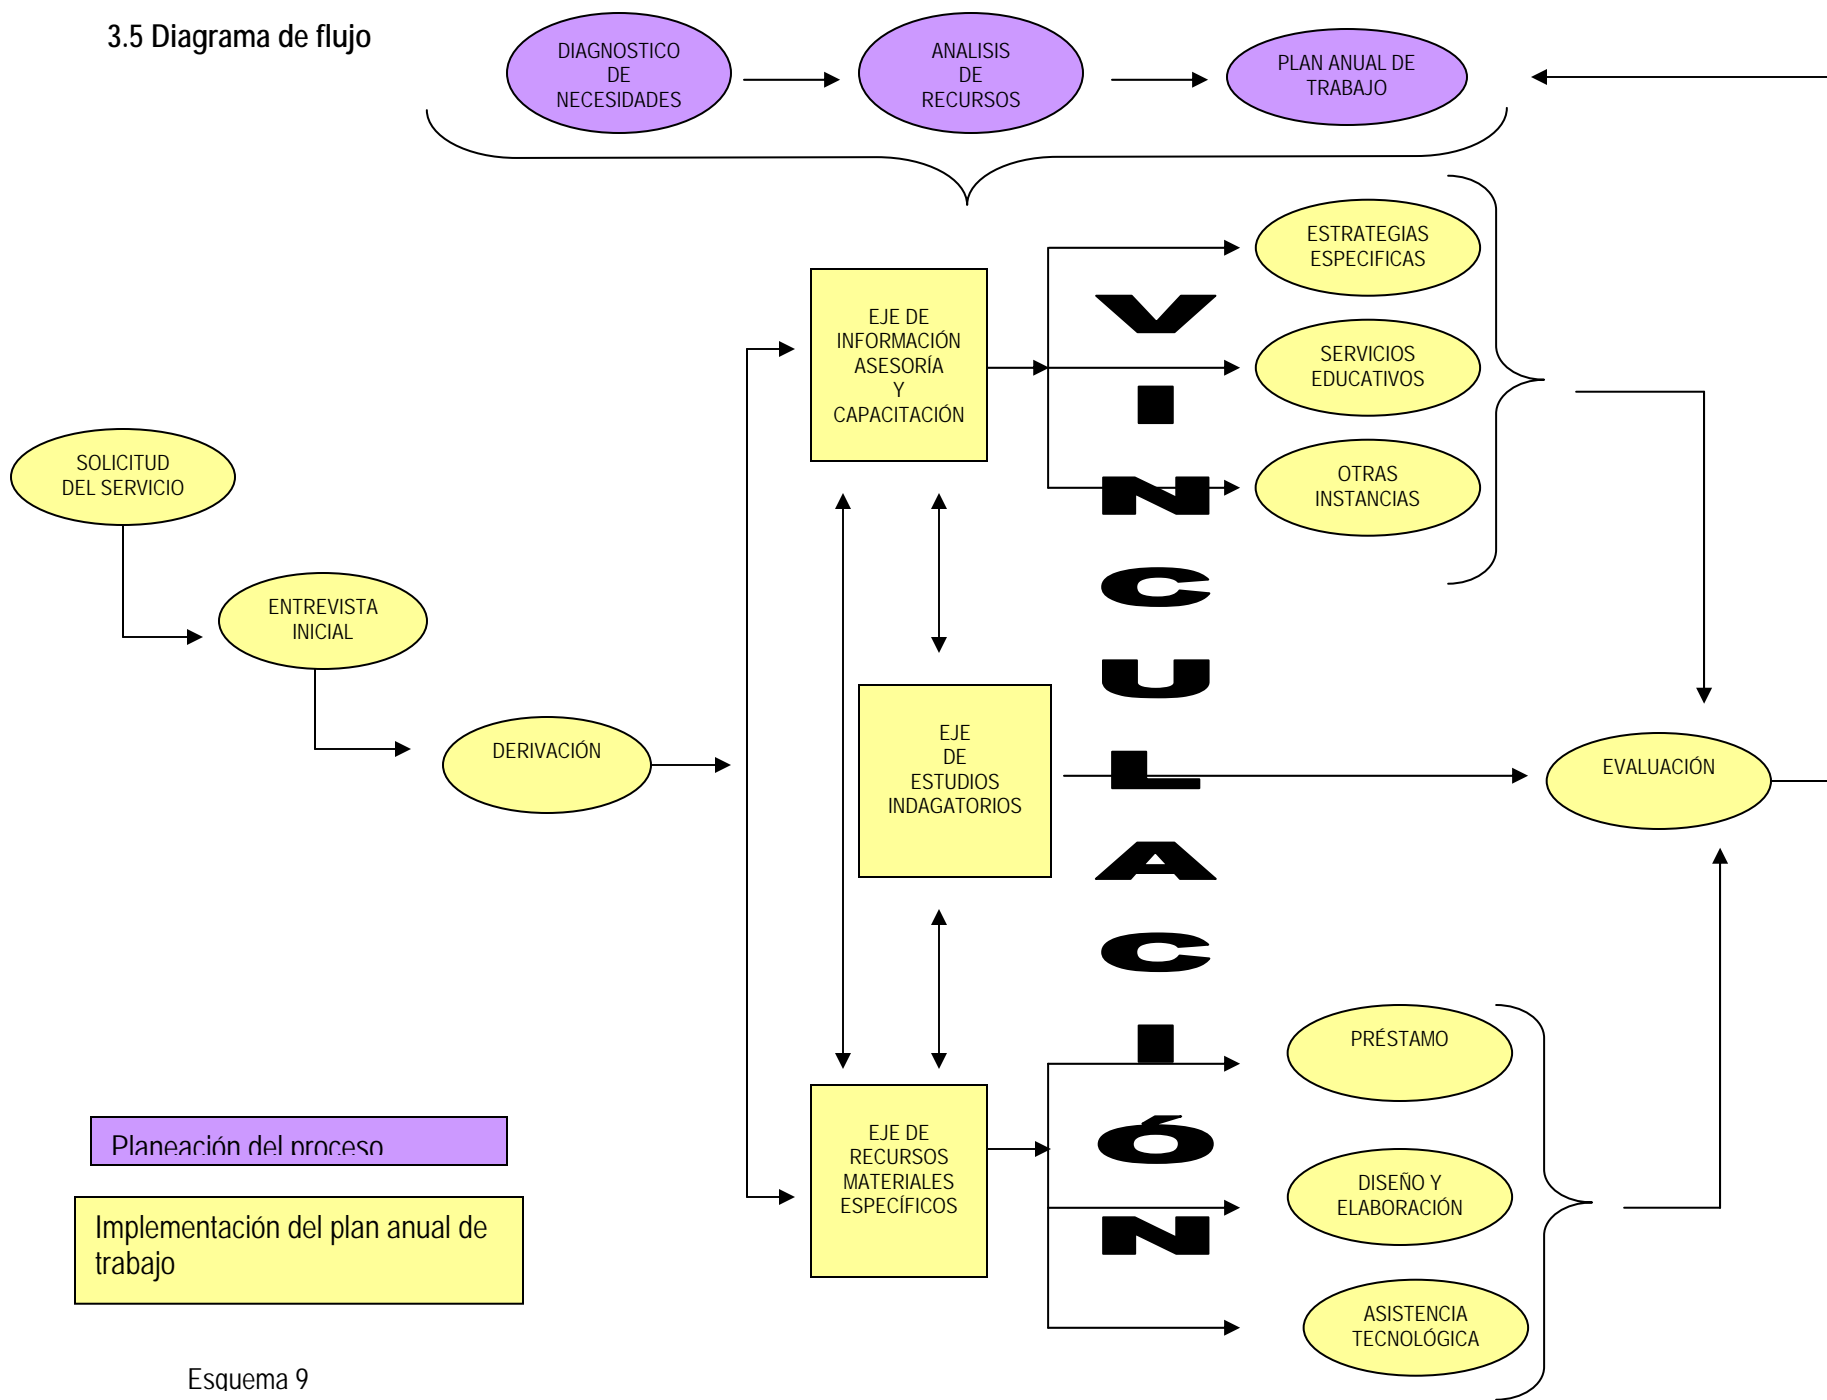 3.5 Diagrama de flujo
DIAGNOSTICO
DE
NECESIDADES
ANALISIS
DE
RECURSOS
PLAN ANUAL DE
TRABAJO
ESTRATEGIAS
ESPECIFICAS
SERVICIOS
EDUCATIVOS
OTRAS
INSTANCIAS
EJE DE
INFORMACIÓN
ASESORÍA
Y
CAPACITACIÓN
SOLICITUD
DEL SERVICIO
ENTREVISTA
INICIAL
DERIVACIÓN
EJE
DE
ESTUDIOS
INDAGATORIOS
V
I
N
C
U
L
A
C
I
Ó
N
EVALUACIÓN
EJE DE
RECURSOS
MATERIALES
ESPECÍFICOS
PRÉSTAMO
DISEÑO Y
ELABORACIÓN
ASISTENCIA
TECNOLÓGICA
Planeación del proceso
Implementación del plan anual de
trabajo
Esquema 9